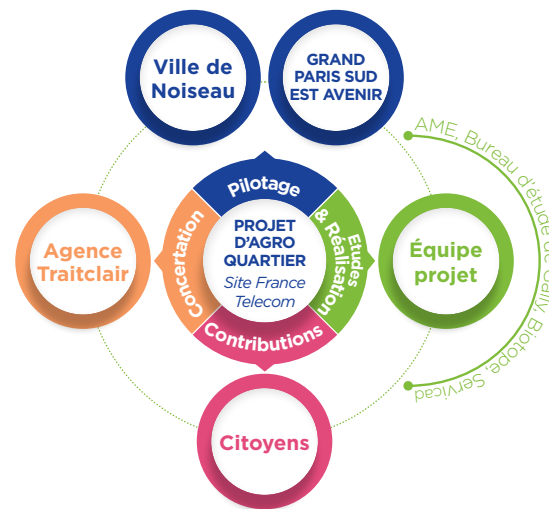 Ville de
Noiseau
GRAND
PARIS SUD
EST AVENIR
AME, Bureau d'étude de Gally, Biotope, Servicad
Pilotage
Concertation
PROJET
D'AGRO
QUARTIER
Site France
Telecom
Etudes
& Réalisation
Contributions
Agence
Traitclair
Équipe
projet
Citoyens